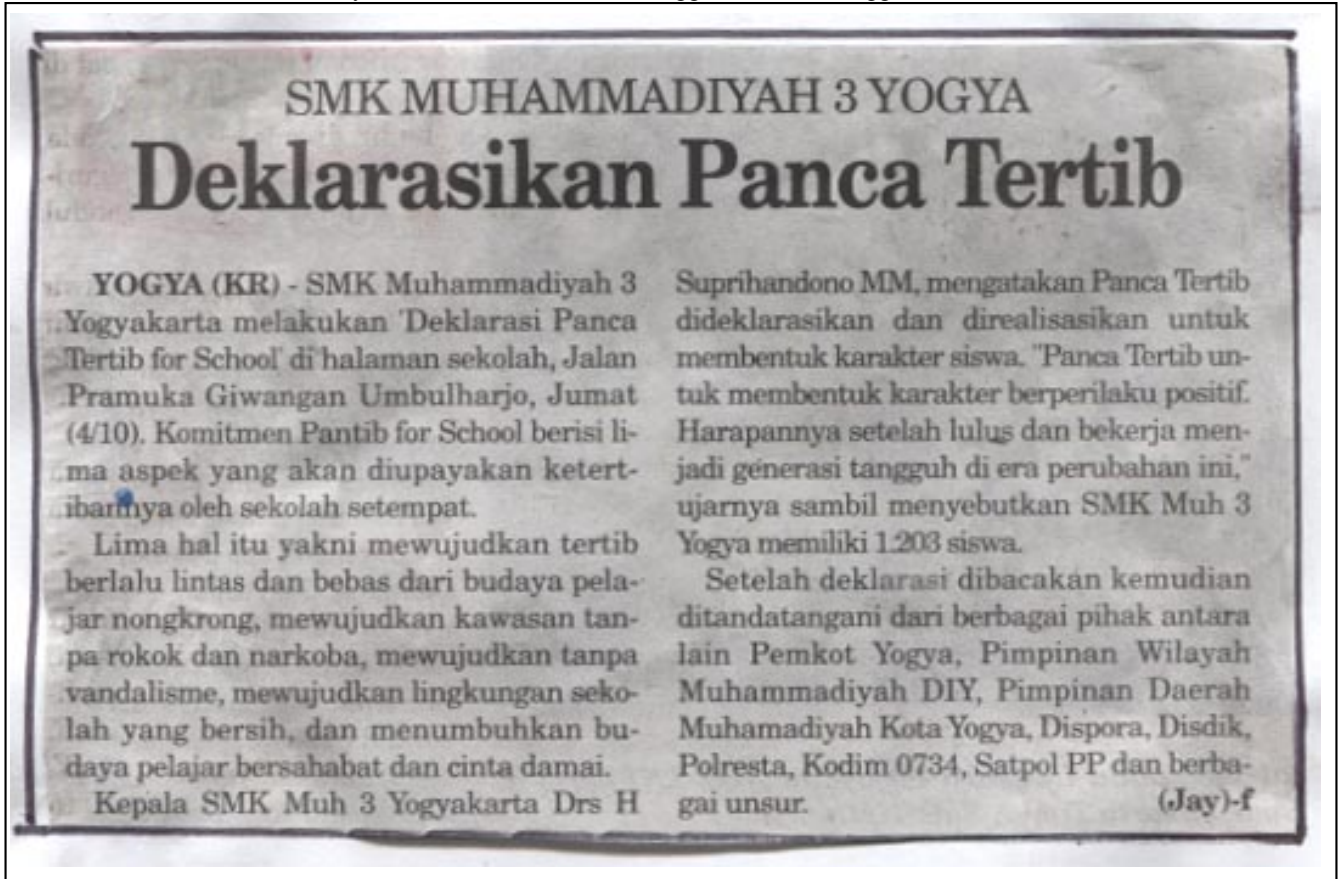 SMK MUHAMMADIYAH 3 YOGYA
Deklarasikan Panca Tertib
YOGYA (KR) - SMK Muhammadiyah 3
Yogyakarta melakukan 'Deklarasi Panca
Tertib for School' di halaman sekolah, Jalan
Pramuka Giwangan Umbulharjo, Jumat
(4/10). Komitmen Pantib for School berisi li-
ma aspek yang akan diupayakan ketert-
ibannya oleh sekolah setempat.
Lima hal itu yakni mewujudkan tertib
berlalu lintas dan bebas dari budaya pela-
jar nongkrong, mewujudkan kawasan tan-
pa rokok dan narkoba, mewujudkan tanpa
vandalisme, mewujudkan lingkungan seko-
lah yang bersih, dan menumbuhkan bu-
daya pelajar bersahabat dan cinta damai.
Kepala SMK Muh 3 Yogyakarta Drs H
Suprihandono MM, mengatakan Panca Tertib
dideklarasikan dan direalisasikan untuk
membentuk karakter siswa. "Panca Tertib un-
tuk membentuk karakter berperilaku positif.
Harapannya setelah lulus dan bekerja men-
jadi generasi tangguh di era perubahan ini,"
ujarnya sambil menyebutkan SMK Muh 3
Yogya memiliki 1.203 siswa.
Setelah deklarasi dibacakan kemudian
ditandatangani dari berbagai pihak antara
lain Pemkot Yogya, Pimpinan Wilayah
Muhammadiyah DIY, Pimpinan Daerah
Muhamadiyah Kota Yogya, Dispora, Disdik,
Polresta, Kodim 0734, Satpol PP dan berba-
gai unsur. (Jay)-f